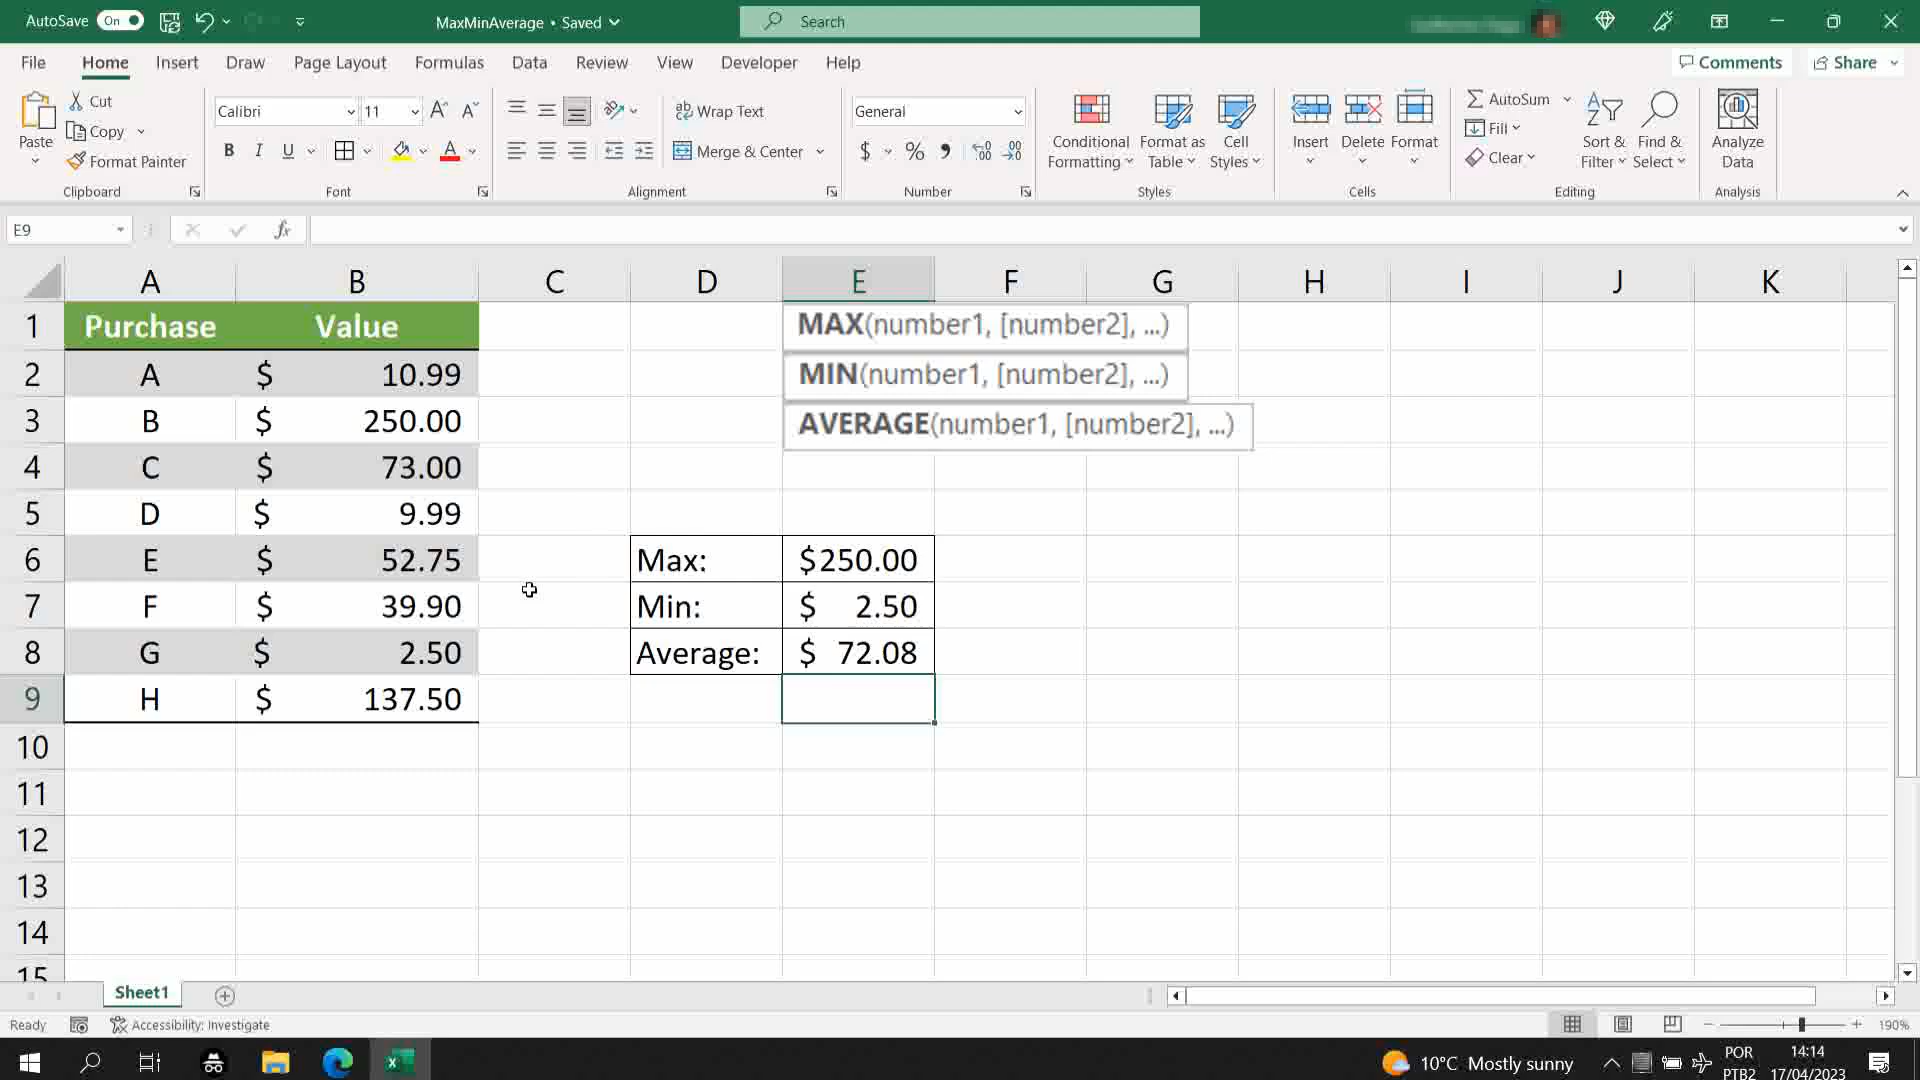 AutoSave On
MaxMinAverage • Saved
Search
File Home Insert Draw Page Layout Formulas Data Review View Developer Help
Comments Share
Paste
Cut
Copy
Format Painter
Clipboard
Calibri 11
B I U
Font
Wrap Text
Merge & Center
Alignment
General
$ % 9
Number
Conditional Formatting
Format as Table
Cell Styles
Styles
Insert Delete Format
Cells
AutoSum
Fill
Clear
Sort & Filter
Find & Select
Editing
Analyze Data
Analysis
E9 fx
A B C D E F G H I J K
1 Purchase Value
MAX(number1, [number2], ...)
2 A $ 10.99
MIN(number1, [number2], ...)
3 B $ 250.00
AVERAGE(number1, [number2], ...)
4 C $ 73.00
5 D $ 9.99
6 E $ 52.75 Max: $250.00
7 F $ 39.90 Min: $ 2.50
8 G $ 2.50 Average: $ 72.08
9 H $ 137.50
10
11
12
13
14
15
Sheet1
Ready Accessibility: Investigate 190%
10°C Mostly sunny
POR
PTB2
14:14
17/04/2023